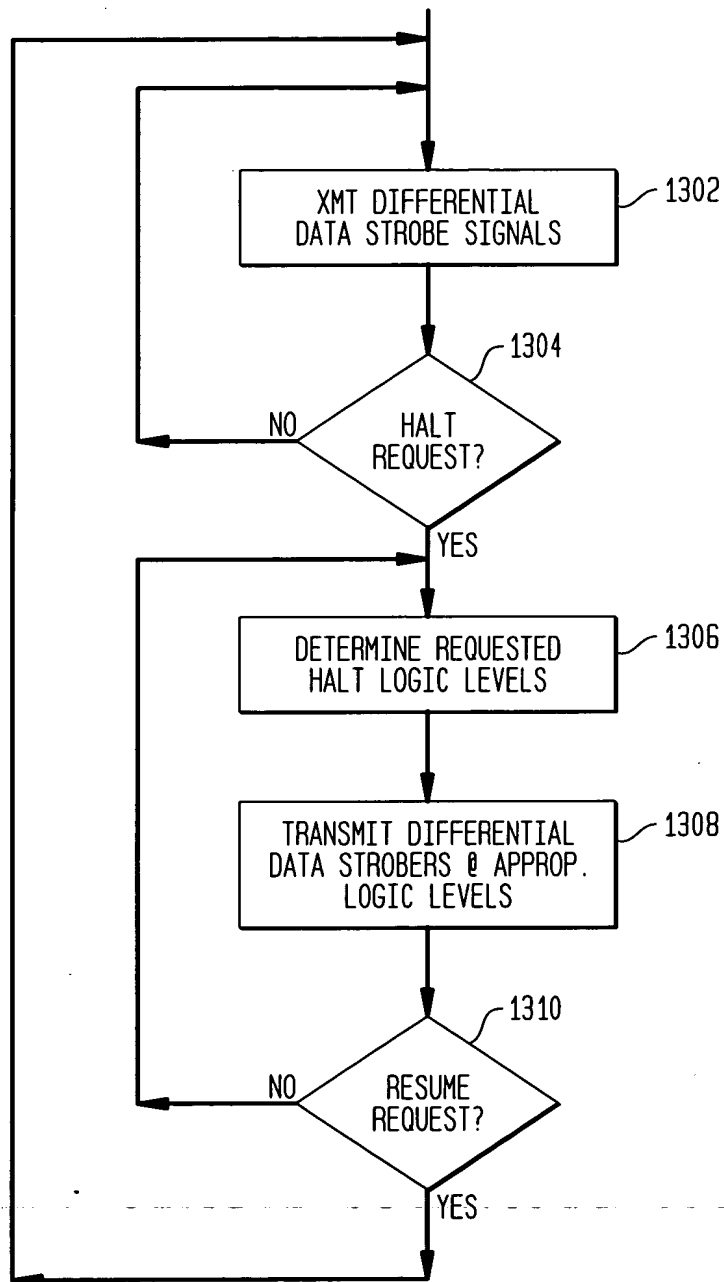 XMT DIFFERENTIAL
DATA STROBE SIGNALS
1302
1304
HALT
REQUEST?
NO
YES
DETERMINE REQUESTED
HALT LOGIC LEVELS
1306
TRANSMIT DIFFERENTIAL
DATA STROBERS @ APPROP.
LOGIC LEVELS
1308
1310
RESUME
REQUEST?
NO
YES